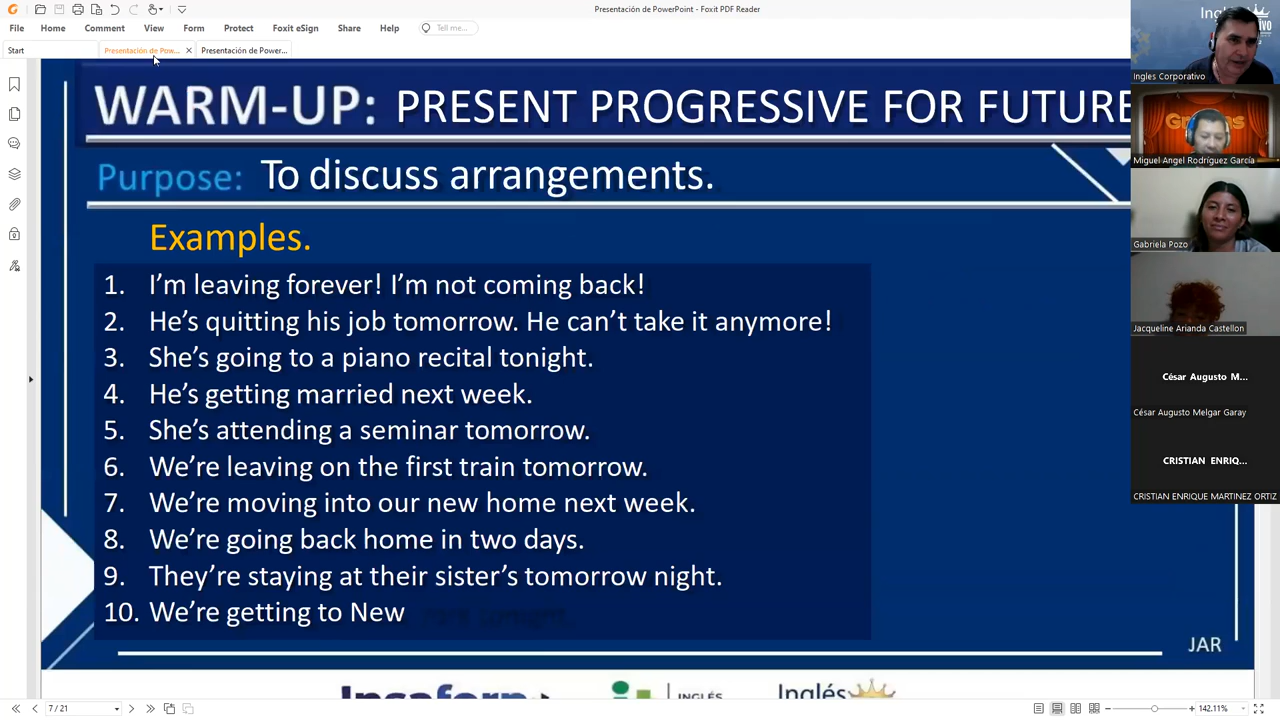 Presentación de PowerPoint - Foxit PDF Reader
File Home Comment View Form Protect Foxit eSign Share Help Tell me...
Start Presentación de Pow... Presentación de Power...
WARM-UP: PRESENT PROGRESSIVE FOR FUTURE
Purpose: To discuss arrangements.
Examples.
1. I'm leaving forever! I'm not coming back!
2. He's quitting his job tomorrow. He can't take it anymore!
3. She's going to a piano recital tonight.
4. He's getting married next week.
5. She's attending a seminar tomorrow.
6. We're leaving on the first train tomorrow.
7. We're moving into our new home next week.
8. We're going back home in two days.
9. They're staying at their sister's tomorrow night.
10. We're getting to New
JAR
INGLÉS
Inglés
7 / 21
142.11%
Ingles Corporativo
Miguel Angel Rodríguez García
Gabriela Pozo
Jacqueline Arianda Castellon
César Augusto M...
César Augusto Melgar Garay
CRISTIAN ENRIQ...
CRISTIAN ENRIQUE MARTINEZ ORTIZ